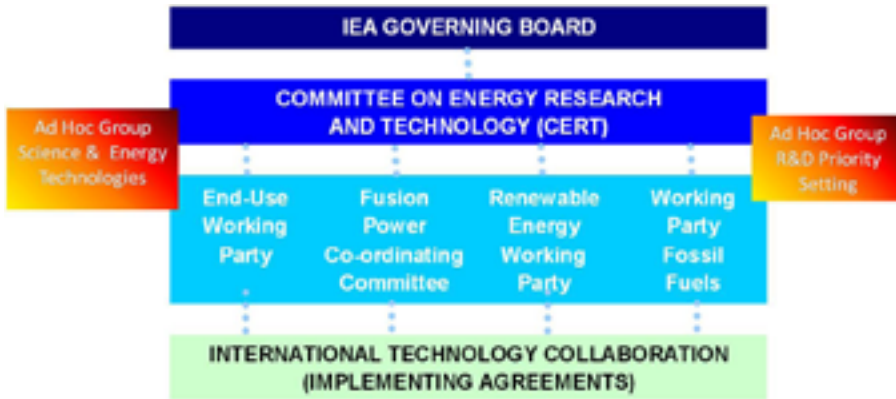 IEA GOVERNING BOARD
COMMITTEE ON ENERGY RESEARCH
AND TECHNOLOGY (CERT)
Ad Hoc Group
Science & Energy
Technologies
Ad Hoc Group
R&D Priority
Setting
End-Use
Working
Party
Fusion
Power
Co-ordinating
Committee
Renewable
Energy
Working
Party
Working
Party
Fossil
Fuels
INTERNATIONAL TECHNOLOGY COLLABORATION
(IMPLEMENTING AGREEMENTS)